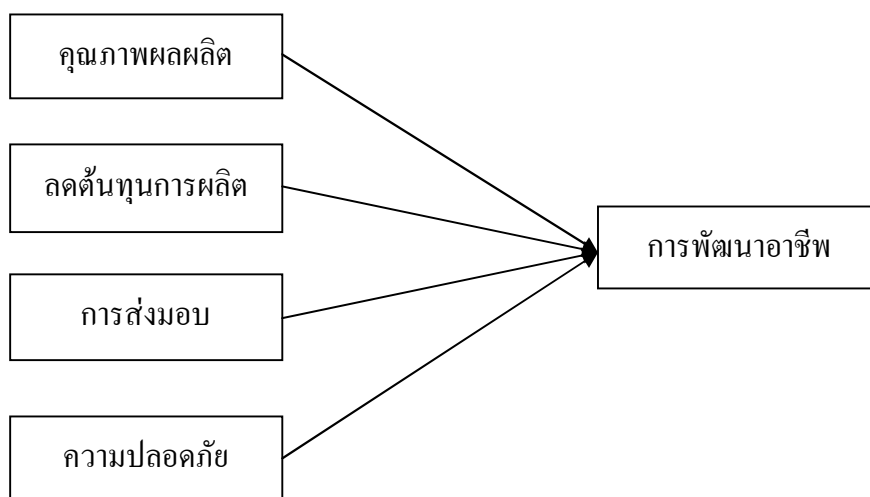 คุณภาพผลผลิต
ลดต้นทุนการผลิต
การส่งมอบ
ความปลอดภัย
การพัฒนาอาชีพ